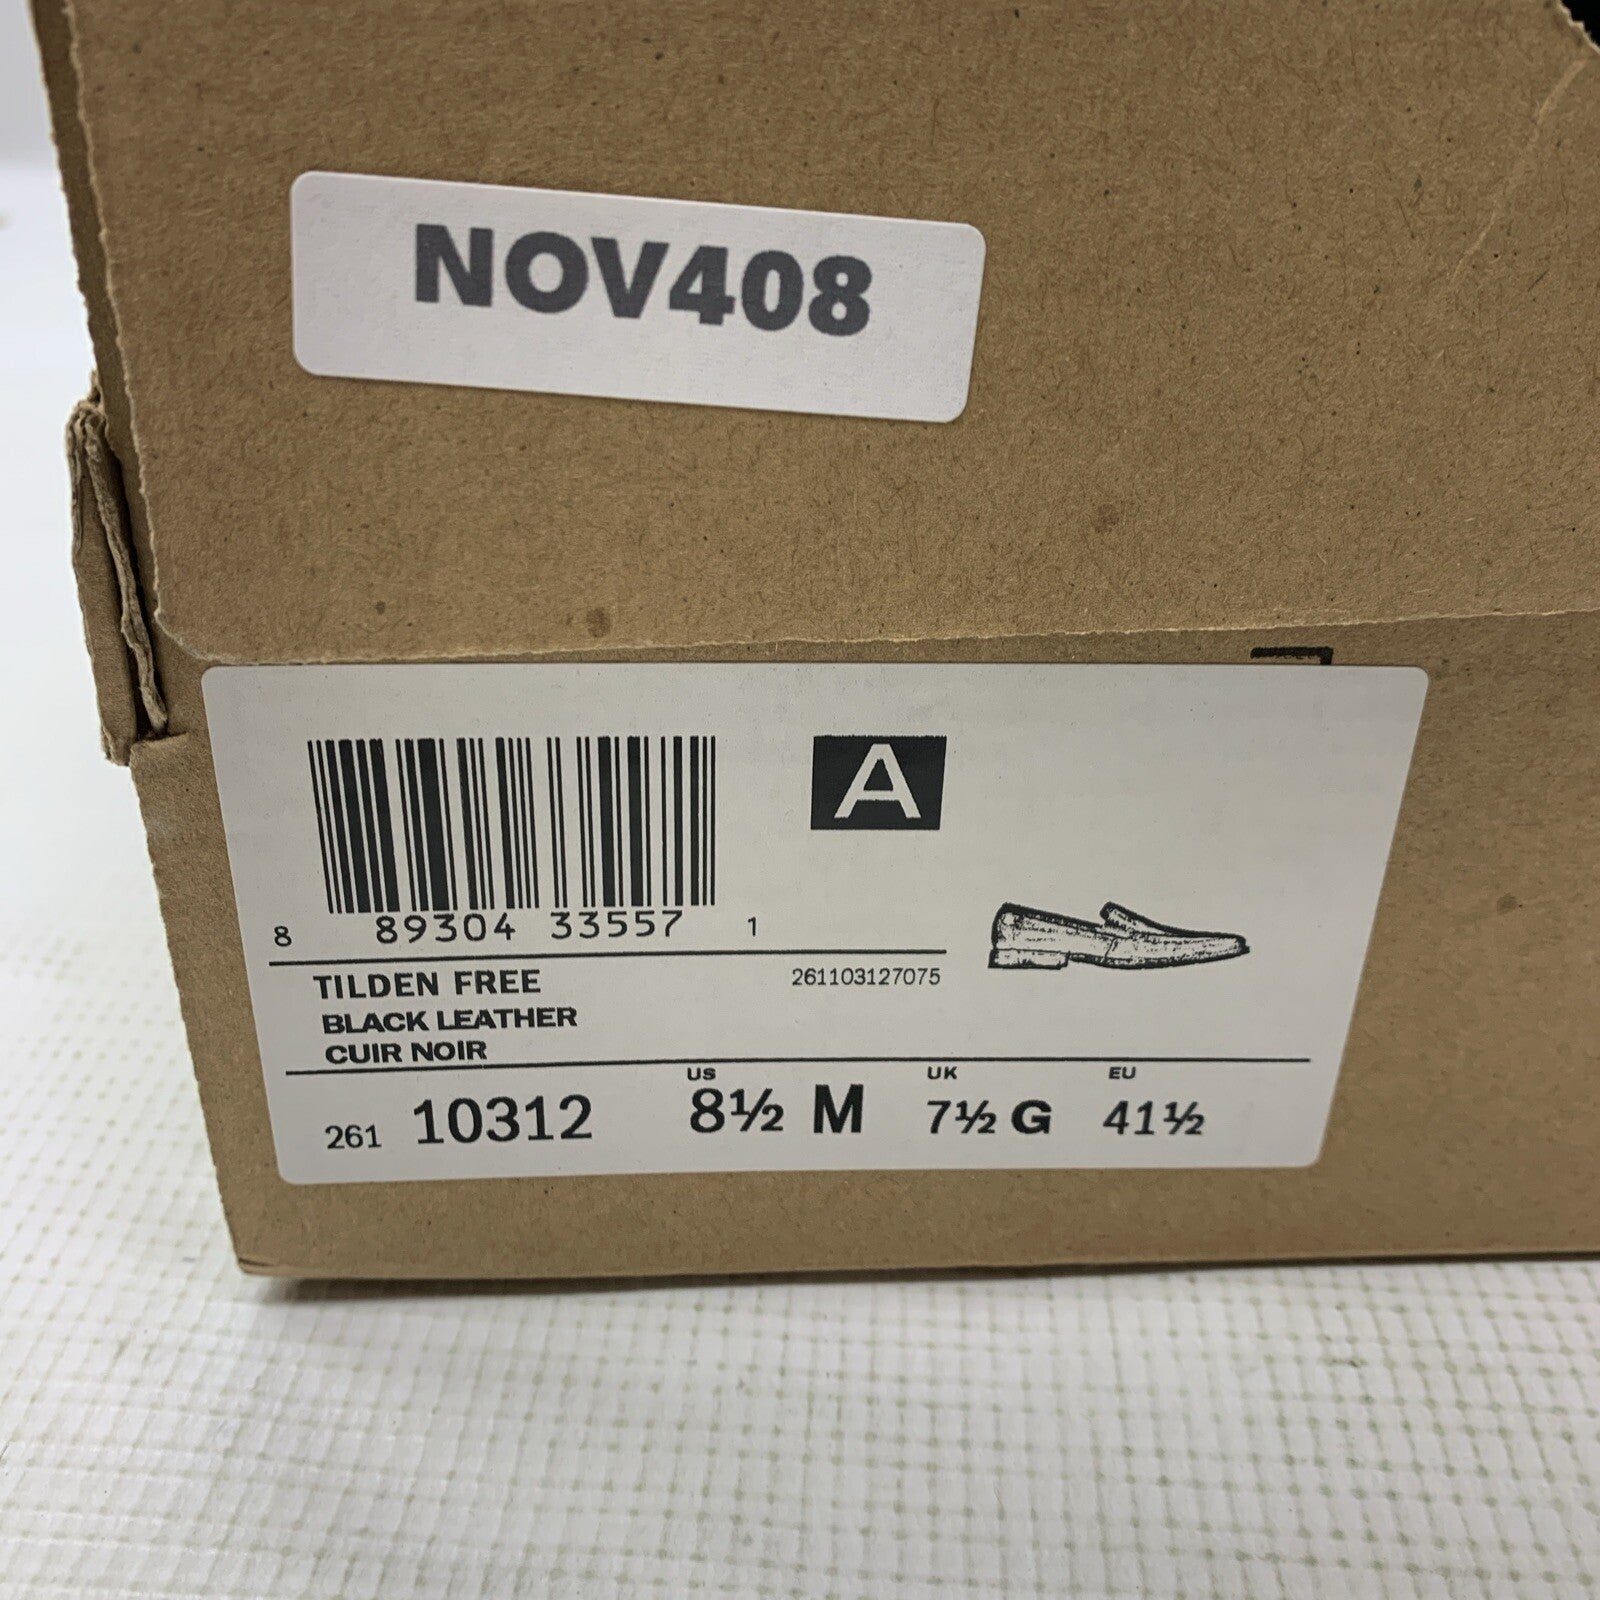 NOV408
A
8 89304 33557 1
TILDEN FREE 261103127075
BLACK LEATHER
CUIR NOIR
US UK EU
261 10312 8½ M 7½ G 41½